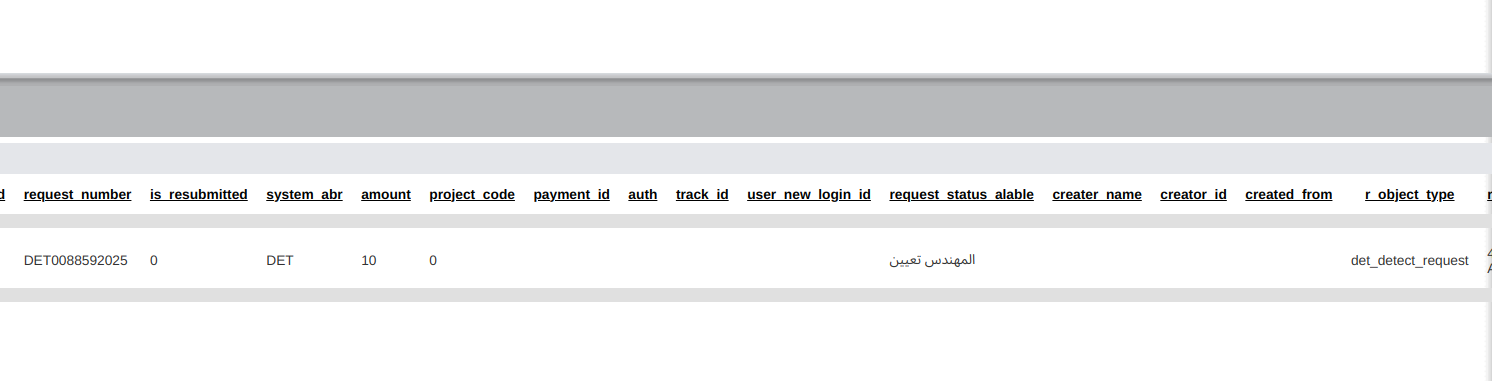 d request_number is_resubmitted system_abr amount project_code payment_id auth track_id user_new_login_id request_status_alable creater_name creator_id created_from r_object_type
DET0088592025 0 DET 10 0 المهندس تعيين det_detect_request